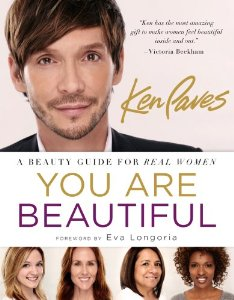 "Ken has the most amazing
gift to make women feel beautiful
inside and out."
—Victoria Beckham
Ken Paves
A BEAUTY GUIDE FOR REAL WOMEN
YOU ARE
BEAUTIFUL
FOREWORD BY Eva Longoria